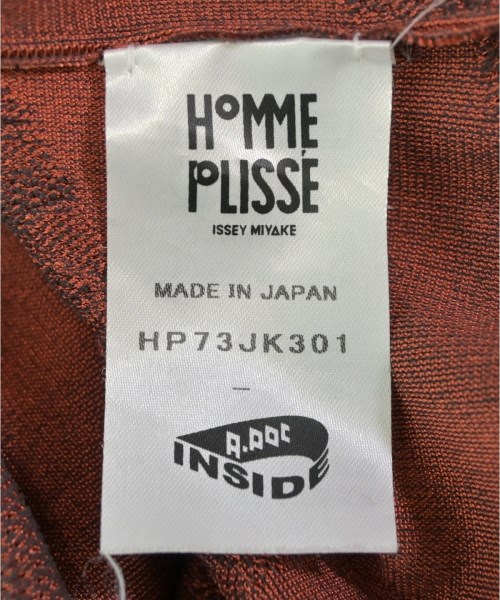 HOMME
PLISSÉ
ISSEY MIYAKE
MADE IN JAPAN
HP73JK301
–
A-POC
INSIDE